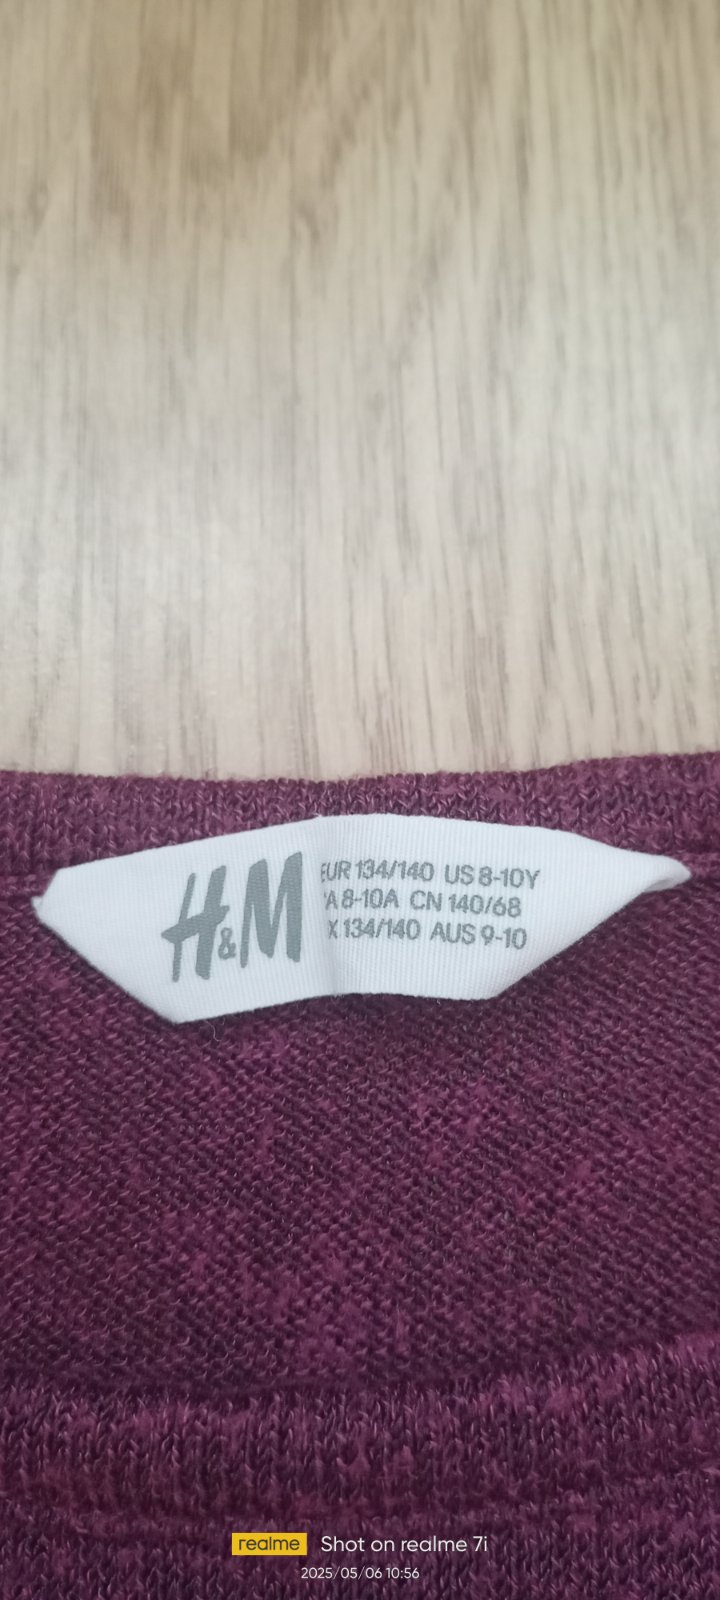 H&M
EUR 134/140 US 8-10Y
A 8-10A CN 140/68
X 134/140 AUS 9-10
realme Shot on realme 7i
2025/05/06 10:56